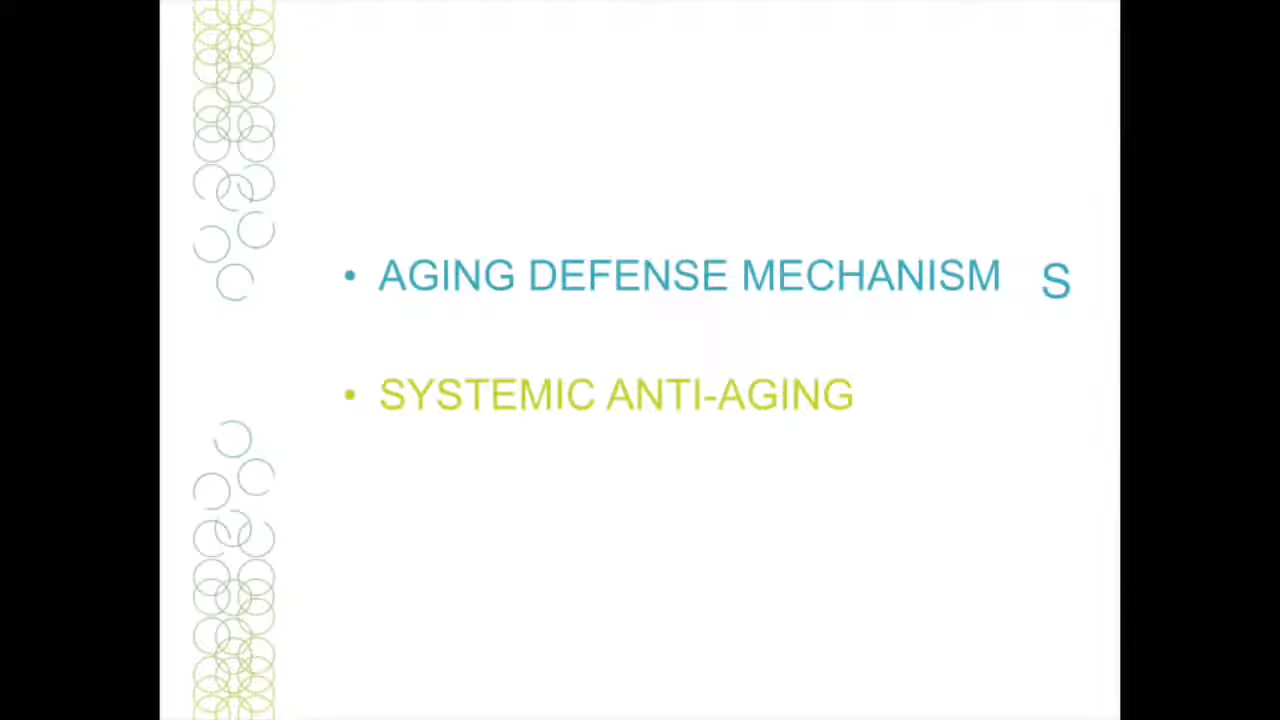 • AGING DEFENSE MECHANISM S
• SYSTEMIC ANTI-AGING